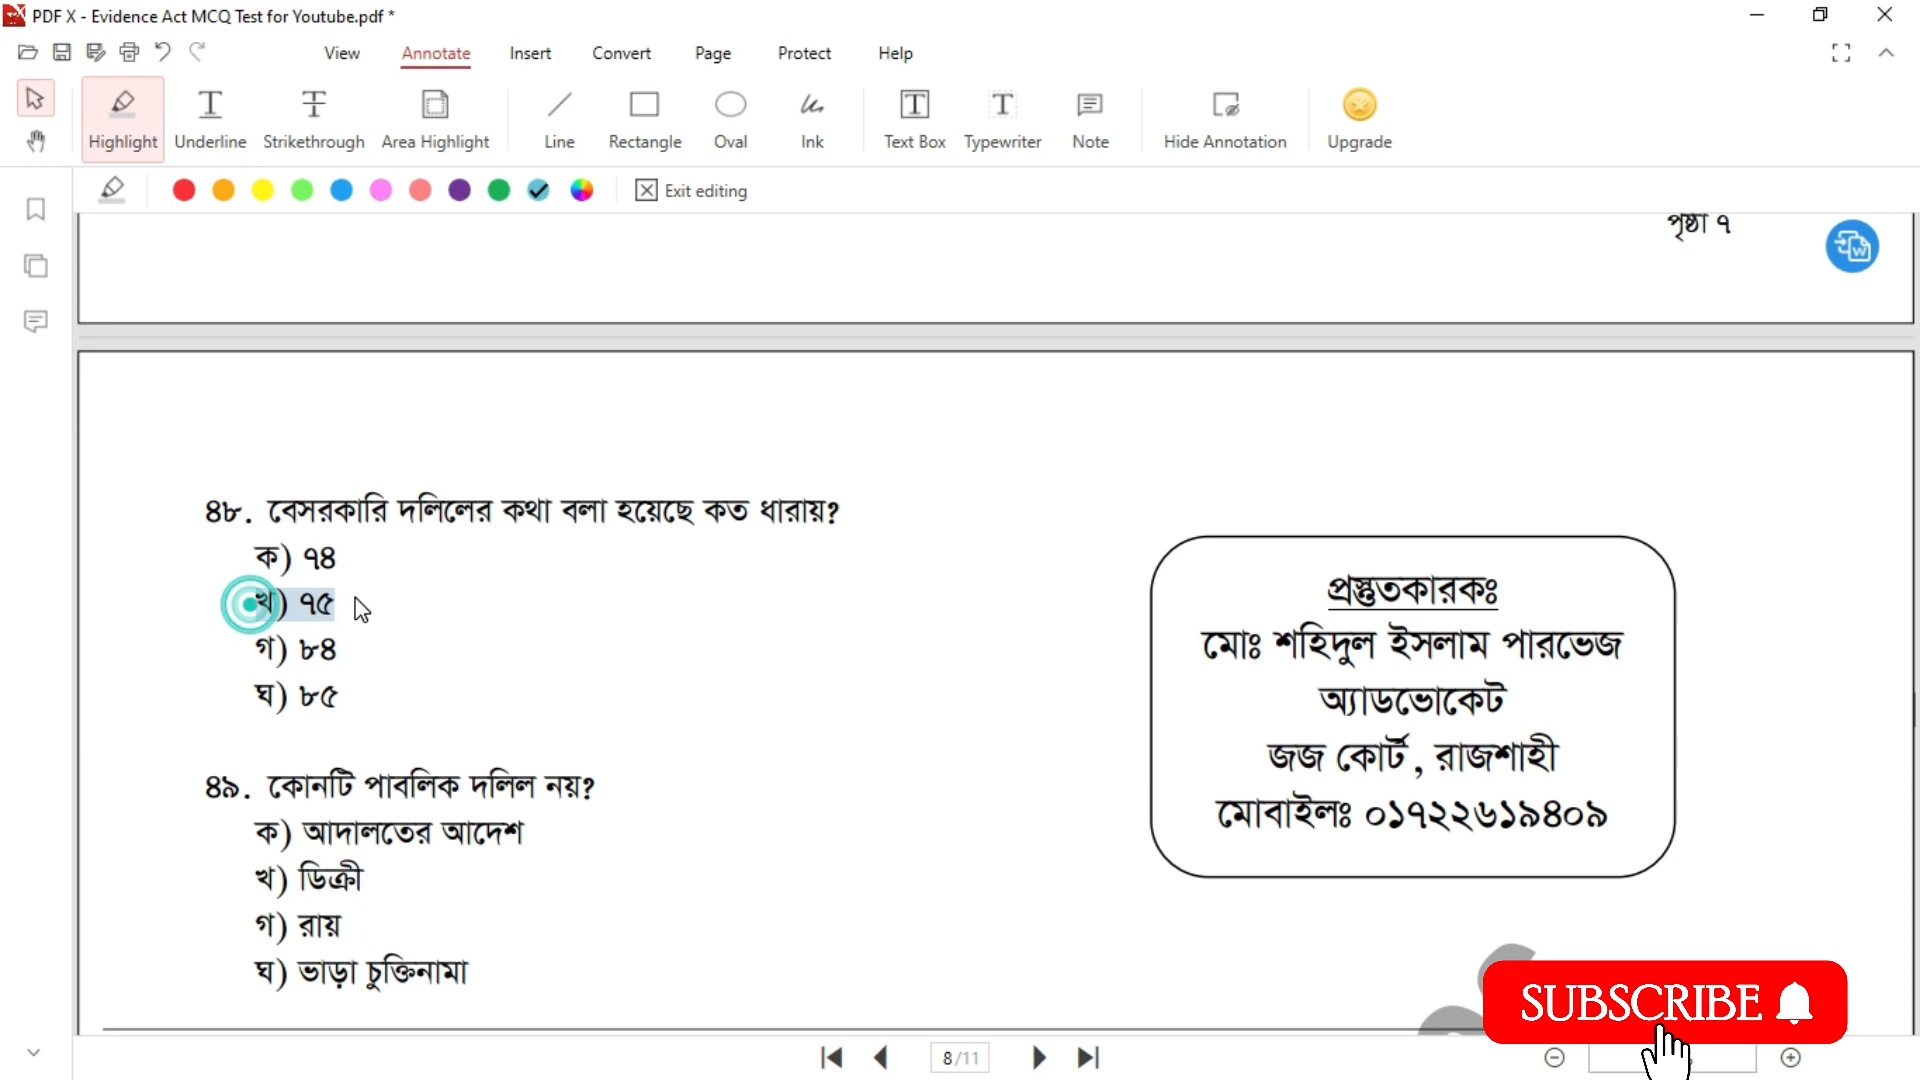 PDF X - Evidence Act MCQ Test for Youtube.pdf *
View Annotate Insert Convert Page Protect Help
Highlight Underline Strikethrough Area Highlight Line Rectangle Oval Ink Text Box Typewriter Note Hide Annotation Upgrade
Exit editing
পৃষ্ঠা ৭
৪৮. বেসরকারি দলিলের কথা বলা হয়েছে কত ধারায়?
ক) ৭৪
খ) ৭৫
গ) ৮৪
ঘ) ৮৫
৪৯. কোনটি পাবলিক দলিল নয়?
ক) আদালতের আদেশ
খ) ডিক্রী
গ) রায়
ঘ) ভাড়া চুক্তিনামা
প্রস্তুতকারকঃ
মোঃ শহিদুল ইসলাম পারভেজ
অ্যাডভোকেট
জজ কোর্ট, রাজশাহী
মোবাইলঃ ০১৭২২৬১৯৪০৯
SUBSCRIBE
8 /11